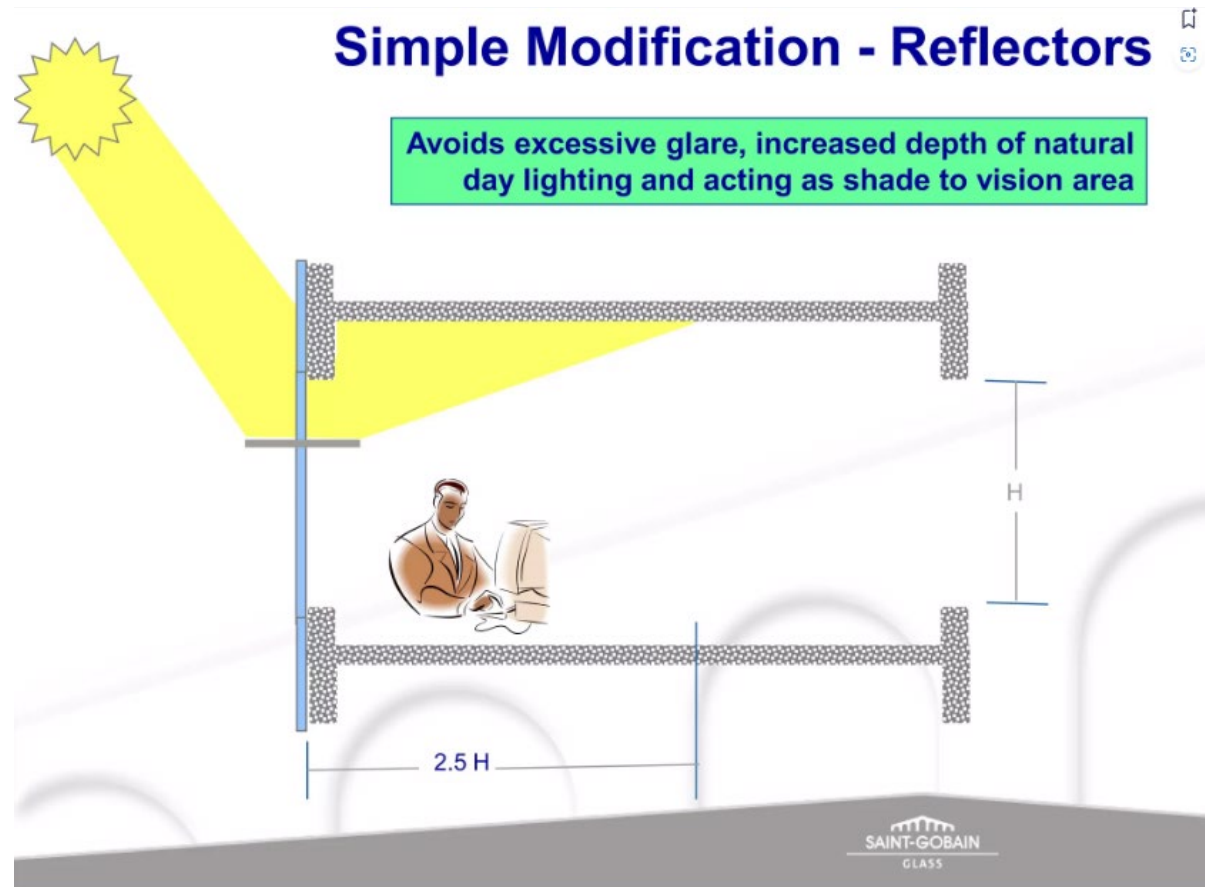 Simple Modification - Reflectors
Avoids excessive glare, increased depth of natural
day lighting and acting as shade to vision area
H
2.5 H
SAINT-GOBAIN
GLASS